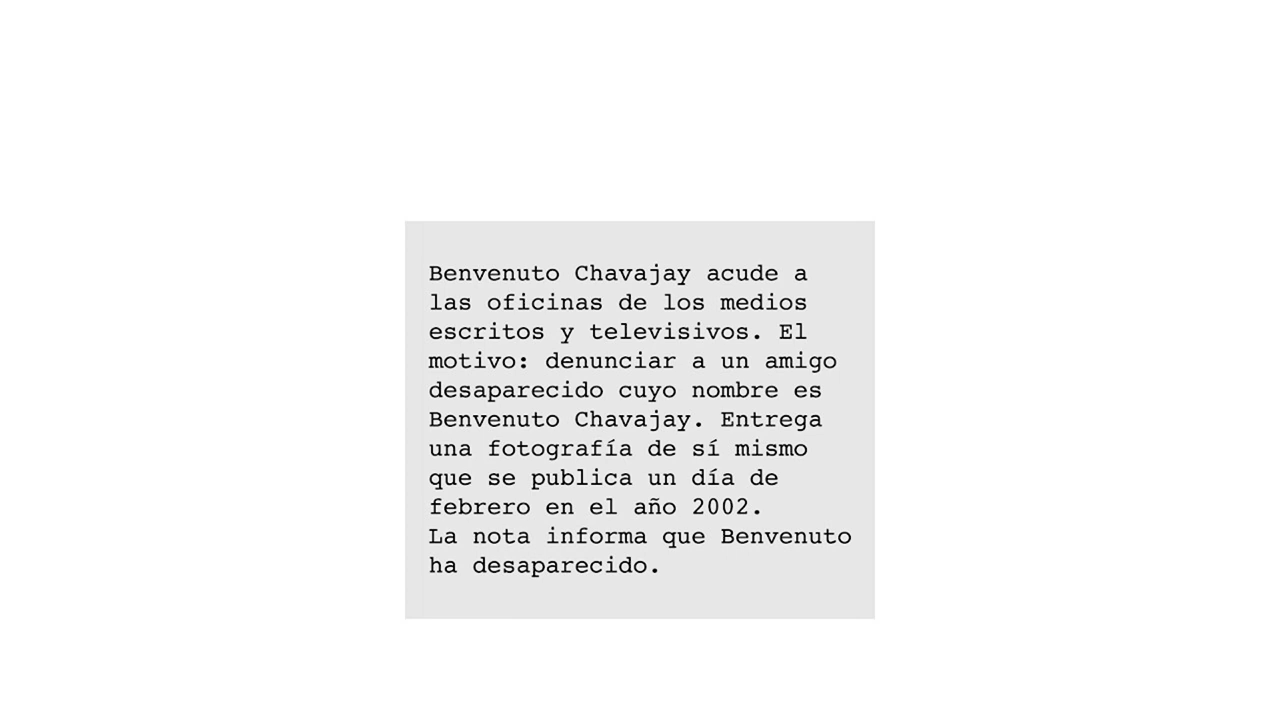 Benvenuto Chavajay acude a
las oficinas de los medios
escritos y televisivos. El
motivo: denunciar a un amigo
desaparecido cuyo nombre es
Benvenuto Chavajay. Entrega
una fotografía de sí mismo
que se publica un día de
febrero en el año 2002.
La nota informa que Benvenuto
ha desaparecido.